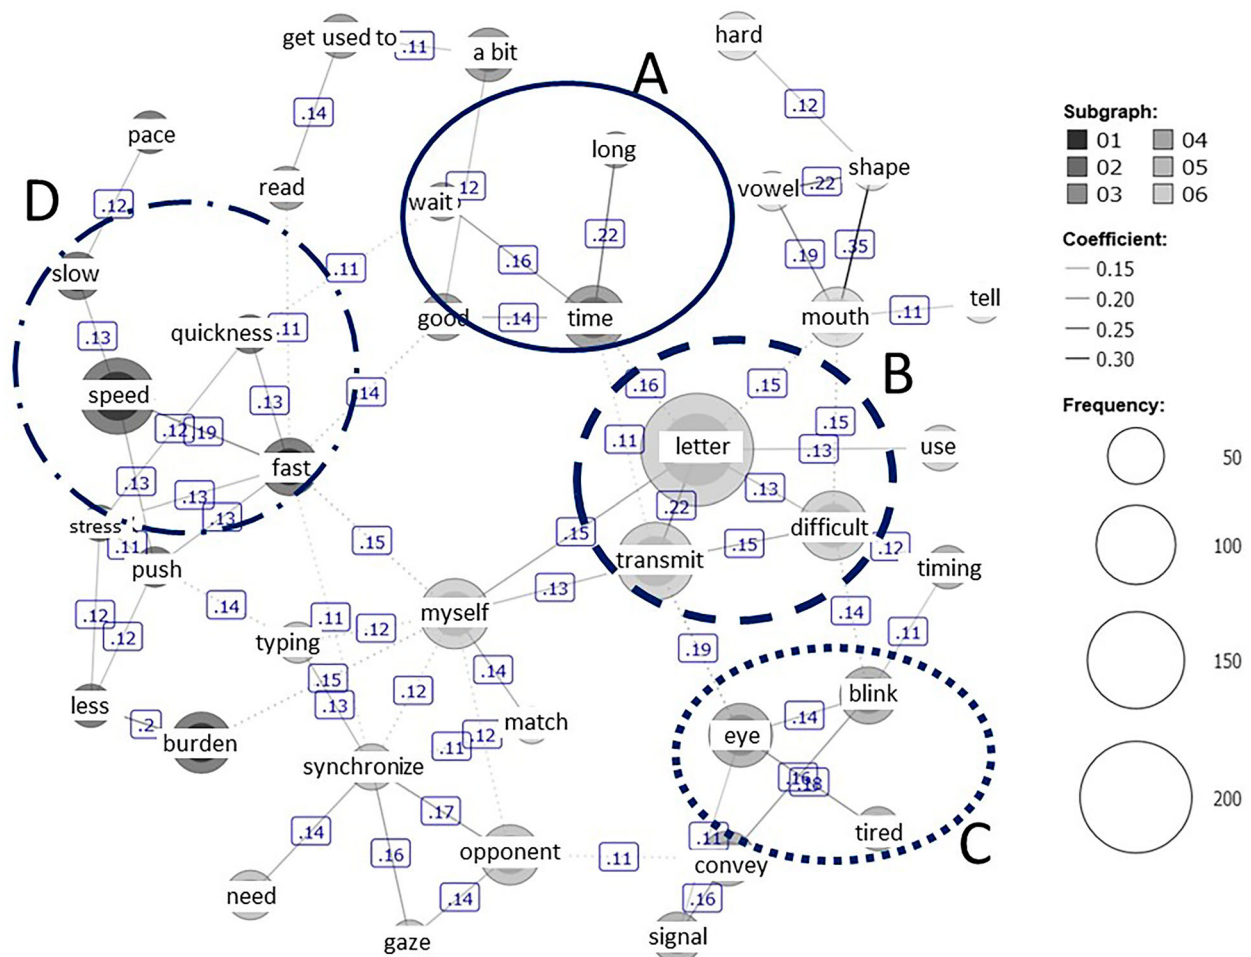 get used to
.11
a bit
hard
A
.14
.12
Subgraph:
01
04
02
05
03
06
pace
long
shape
vowel
.22
D
read
wait
.12
.12
.22
.19
.35
Coefficient:
0.15
0.20
0.25
0.30
slow
.11
.16
quickness
.11
good
.14
time
mouth
.11
tell
.13
speed
.13
.14
.16
.15
B
Frequency:
50
100
150
200
.12
.19
.11
letter
.15
.13
use
fast
.13
.13
.13
.22
.13
stress
.11
push
.15
.15
transmit
.15
difficult
.12
timing
.12
.12
.14
typing
.11
.12
myself
.13
.19
.14
.11
less
.2
burden
.15
.13
.12
.14
match
.11
.12
eye
.14
blink
synchronize
.16
.18
tired
C
.14
.16
.17
opponent
.11
.11
convey
need
.14
gaze
.16
signal